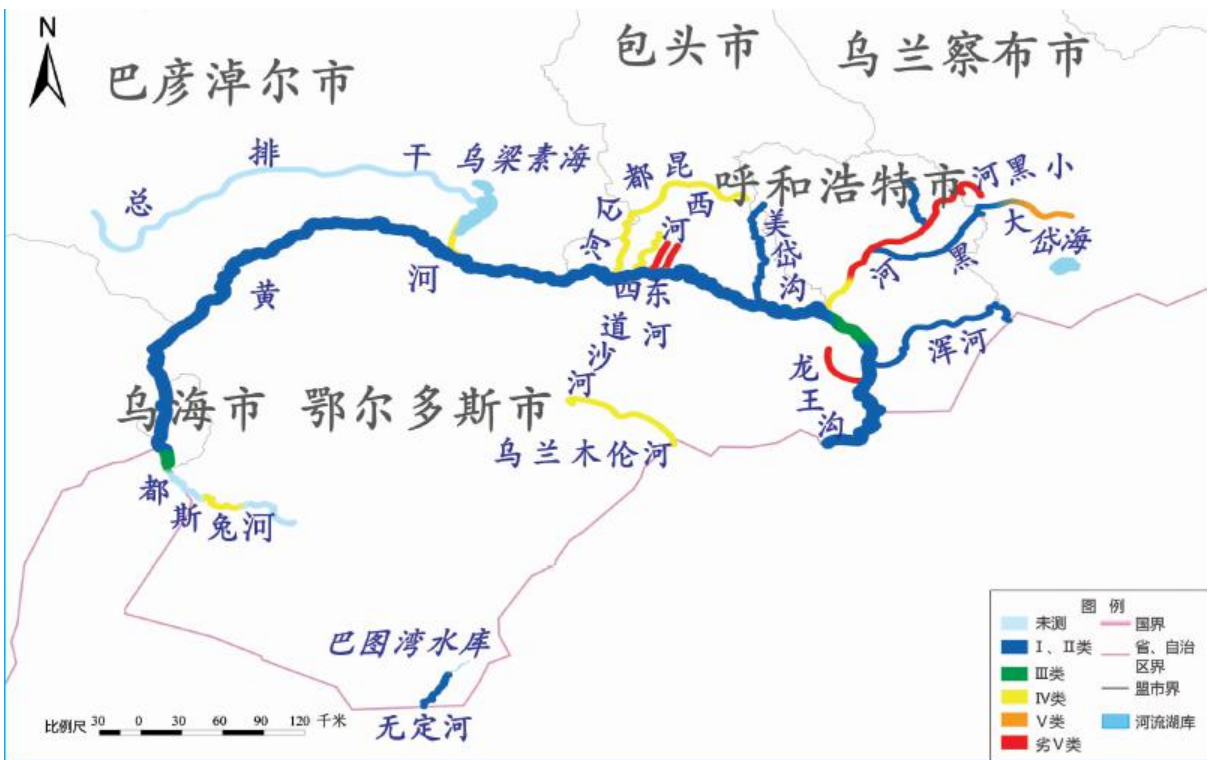 N
巴彦淖尔市
包头市
乌兰察布市
总排干
乌梁素海
呼和浩特市
昆都仑河
西河
小黑河
大黑河
岱海
美岱沟
黄河
四道沙河
东河
浑河
龙王沟
乌海市
鄂尔多斯市
乌兰木伦河
都斯兔河
巴图湾水库
无定河
比例尺 30 0 30 60 90 120 千米
图 例
未测
Ⅰ、Ⅱ类
Ⅲ类
Ⅳ类
Ⅴ类
劣Ⅴ类
国界
省、自治
区界
盟市界
河流湖库